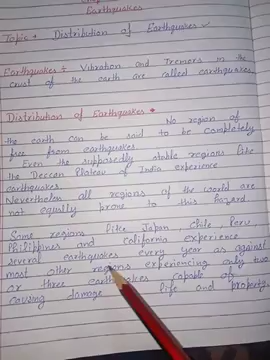 Earthquakes
Topic + Distribution of Earthquakes
Earthquakes + Vibration and Tremors in the
crust of the earth are called earthquakes.
Distribution of Earthquakes +
No region of
the earth can be said to be completely
free from earthquakes.
Even the supposedly stable regions like
the Deccan Plateau of India experience
earthquakes.
Nevertheless all regions of the world are
not equally prone to this hazard.
Some regions like Japan, Chile, Peru,
Philippines and California experience
several earthquakes every year as against
most other regions experiencing only two
or three earthquakes capable of
causing damage life and property